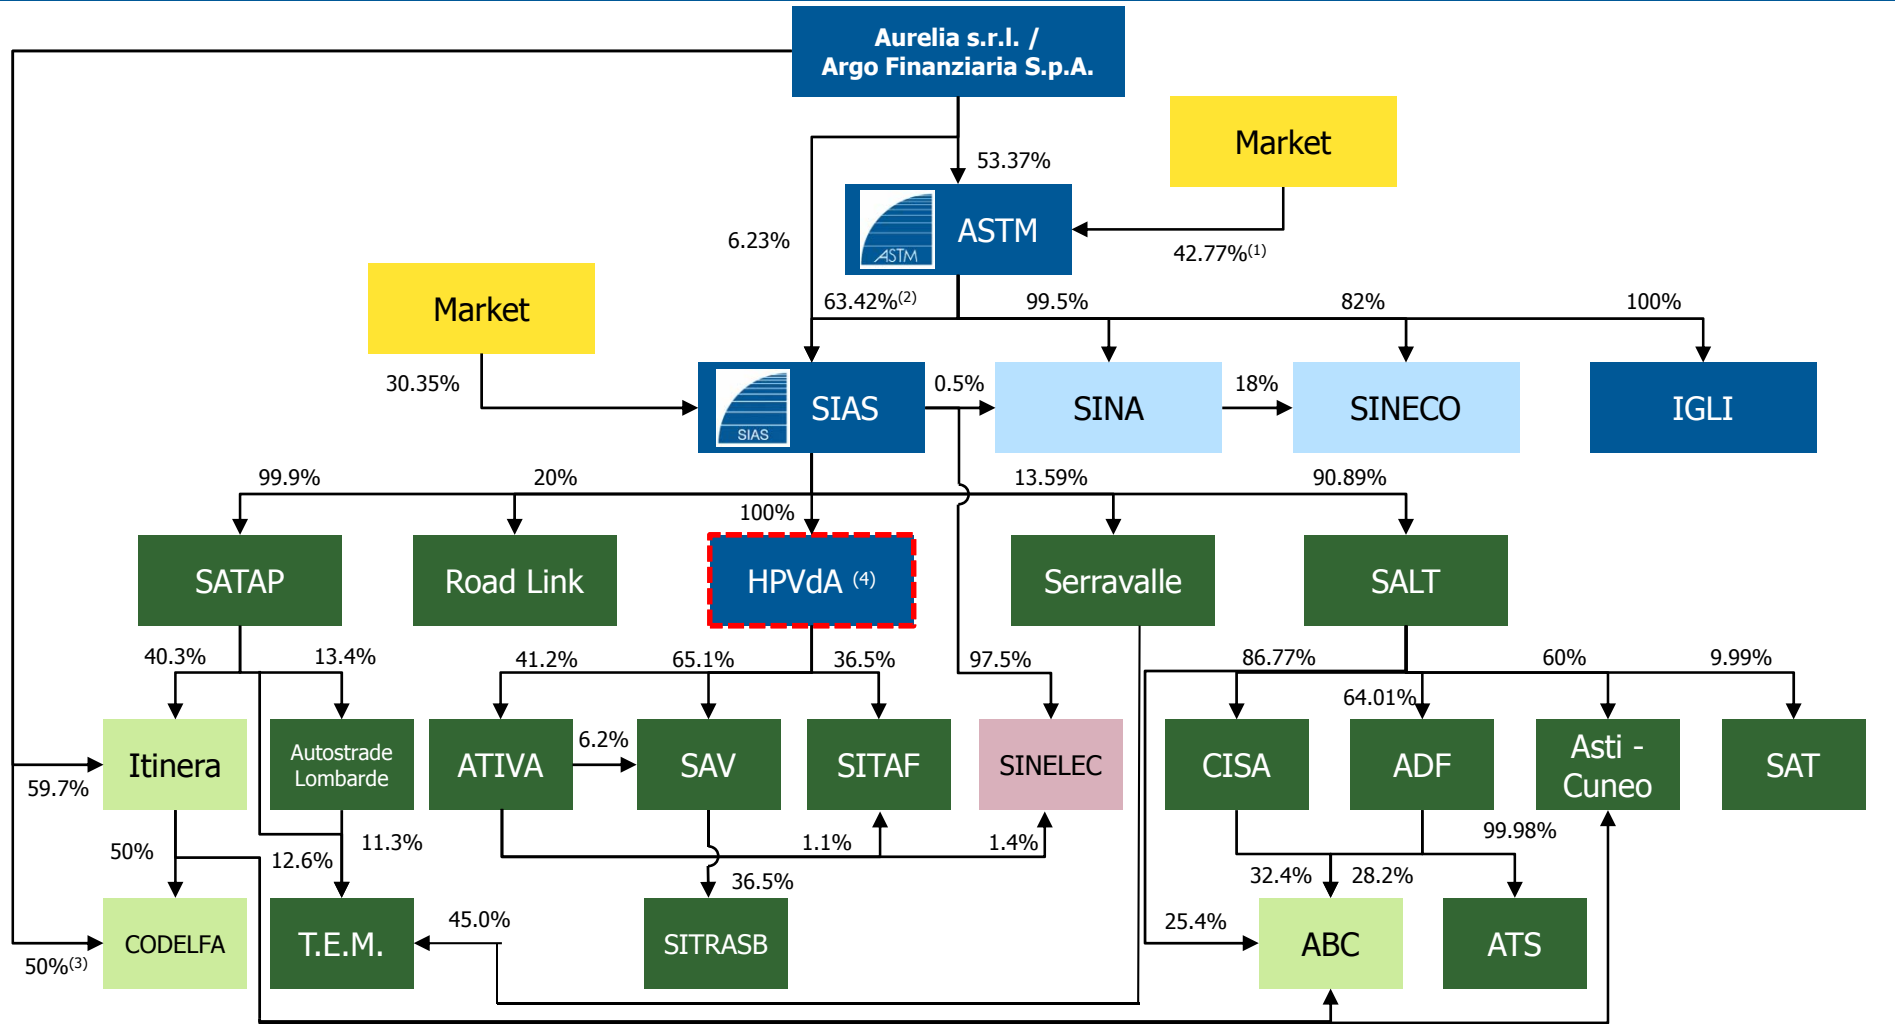 Aurelia s.r.l. /
Argo Finanziaria S.p.A.
Market
53.37%
ASTM
ASTM
6.23%
42.77%(1)
Market
63.42%(2)
99.5%
82%
100%
30.35%
SIAS
SIAS
0.5%
SINA
18%
SINECO
IGLI
99.9%
20%
13.59%
90.89%
100%
SATAP
Road Link
HPVdA (4)
Serravalle
SALT
40.3%
13.4%
41.2%
65.1%
36.5%
97.5%
86.77%
60%
9.99%
64.01%
Itinera
Autostrade
Lombarde
ATIVA
6.2%
SAV
SITAF
SINELEC
CISA
ADF
Asti -
Cuneo
SAT
59.7%
50%
12.6%
11.3%
1.1%
1.4%
99.98%
36.5%
32.4%
28.2%
45.0%
25.4%
CODELFA
T.E.M.
SITRASB
ABC
ATS
50%(3)